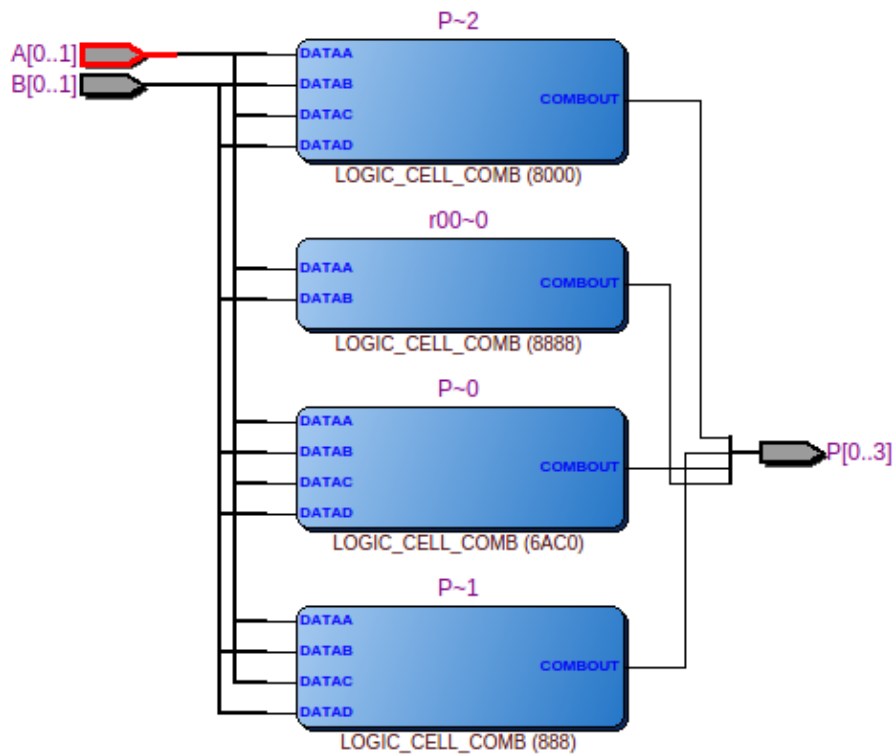 P~2
A[0..1]
B[0..1]
DATAA
DATAB
DATAC
DATAD
COMBOUT
LOGIC_CELL_COMB (8000)
r00~0
DATAA
DATAB
COMBOUT
LOGIC_CELL_COMB (8888)
P~0
DATAA
DATAB
DATAC
DATAD
COMBOUT
P[0..3]
LOGIC_CELL_COMB (6AC0)
P~1
DATAA
DATAB
DATAC
DATAD
COMBOUT
LOGIC_CELL_COMB (888)